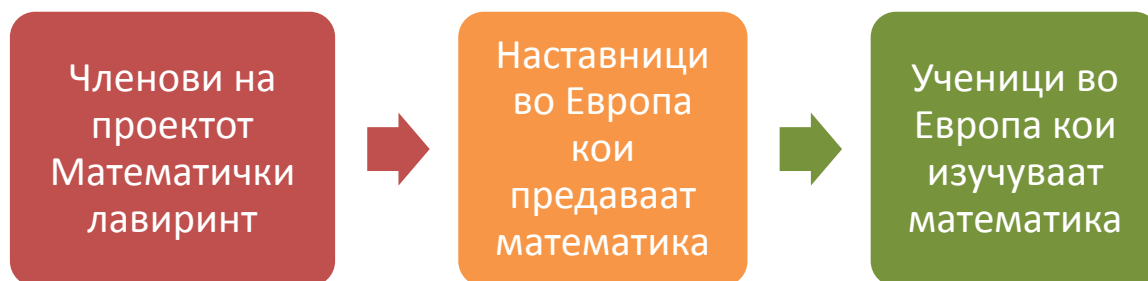 Членови на
проектот
Математички
лавиринт
Наставници
во Европа
кои
предаваат
математика
Ученици во
Европа кои
изучуваат
математика